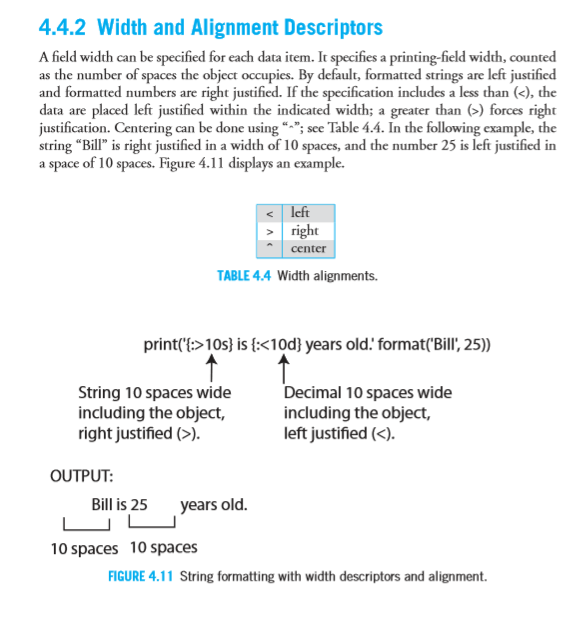 4.4.2 Width and Alignment Descriptors
A field width can be specified for each data item. It specifies a printing-field width, counted
as the number of spaces the object occupies. By default, formatted strings are left justified
and formatted numbers are right justified. If the specification includes a less than (<), the
data are placed left justified within the indicated width; a greater than (>) forces right
justification. Centering can be done using “^”; see Table 4.4. In the following example, the
string “Bill” is right justified in a width of 10 spaces, and the number 25 is left justified in
a space of 10 spaces. Figure 4.11 displays an example.
< left
> right
^ center
TABLE 4.4 Width alignments.
print('{:>10s} is {:<10d} years old.' format('Bill', 25))
String 10 spaces wide
including the object,
right justified (>).
Decimal 10 spaces wide
including the object,
left justified (<).
OUTPUT:
Bill is 25 years old.
10 spaces 10 spaces
FIGURE 4.11 String formatting with width descriptors and alignment.